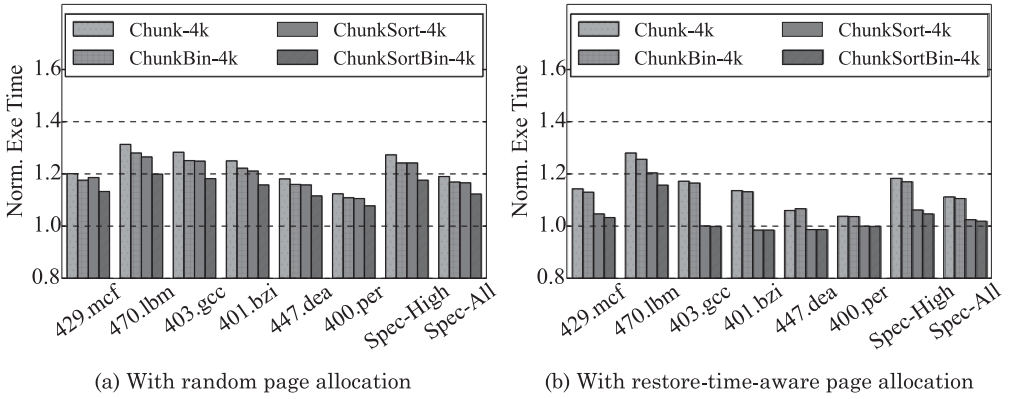 Chunk-4k
ChunkSort-4k
ChunkBin-4k
ChunkSortBin-4k
Norm. Exe Time
1.6
1.4
1.2
1.0
0.8
429.mcf
470.lbm
403.gcc
401.bzi
447.dea
400.per
Spec-High
Spec-All
(a) With random page allocation
Chunk-4k
ChunkSort-4k
ChunkBin-4k
ChunkSortBin-4k
Norm. Exe Time
1.6
1.4
1.2
1.0
0.8
429.mcf
470.lbm
403.gcc
401.bzi
447.dea
400.per
Spec-High
Spec-All
(b) With restore-time-aware page allocation